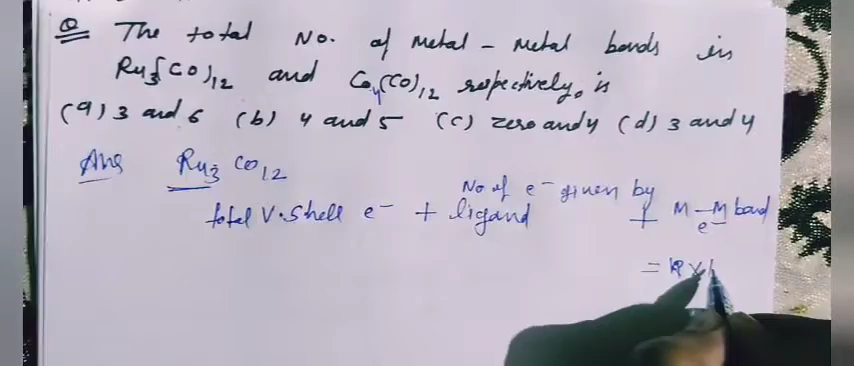 Q The total No. of metal - metal bonds in
Ru3(CO)12 and Co4(CO)12 respectively, is
(a) 3 and 6 (b) 4 and 5 (c) zero and 4 (d) 3 and 4
Ans Ru3 CO12
No of e- given by
total V. Shell e- + ligand + M-M bond
e-
=